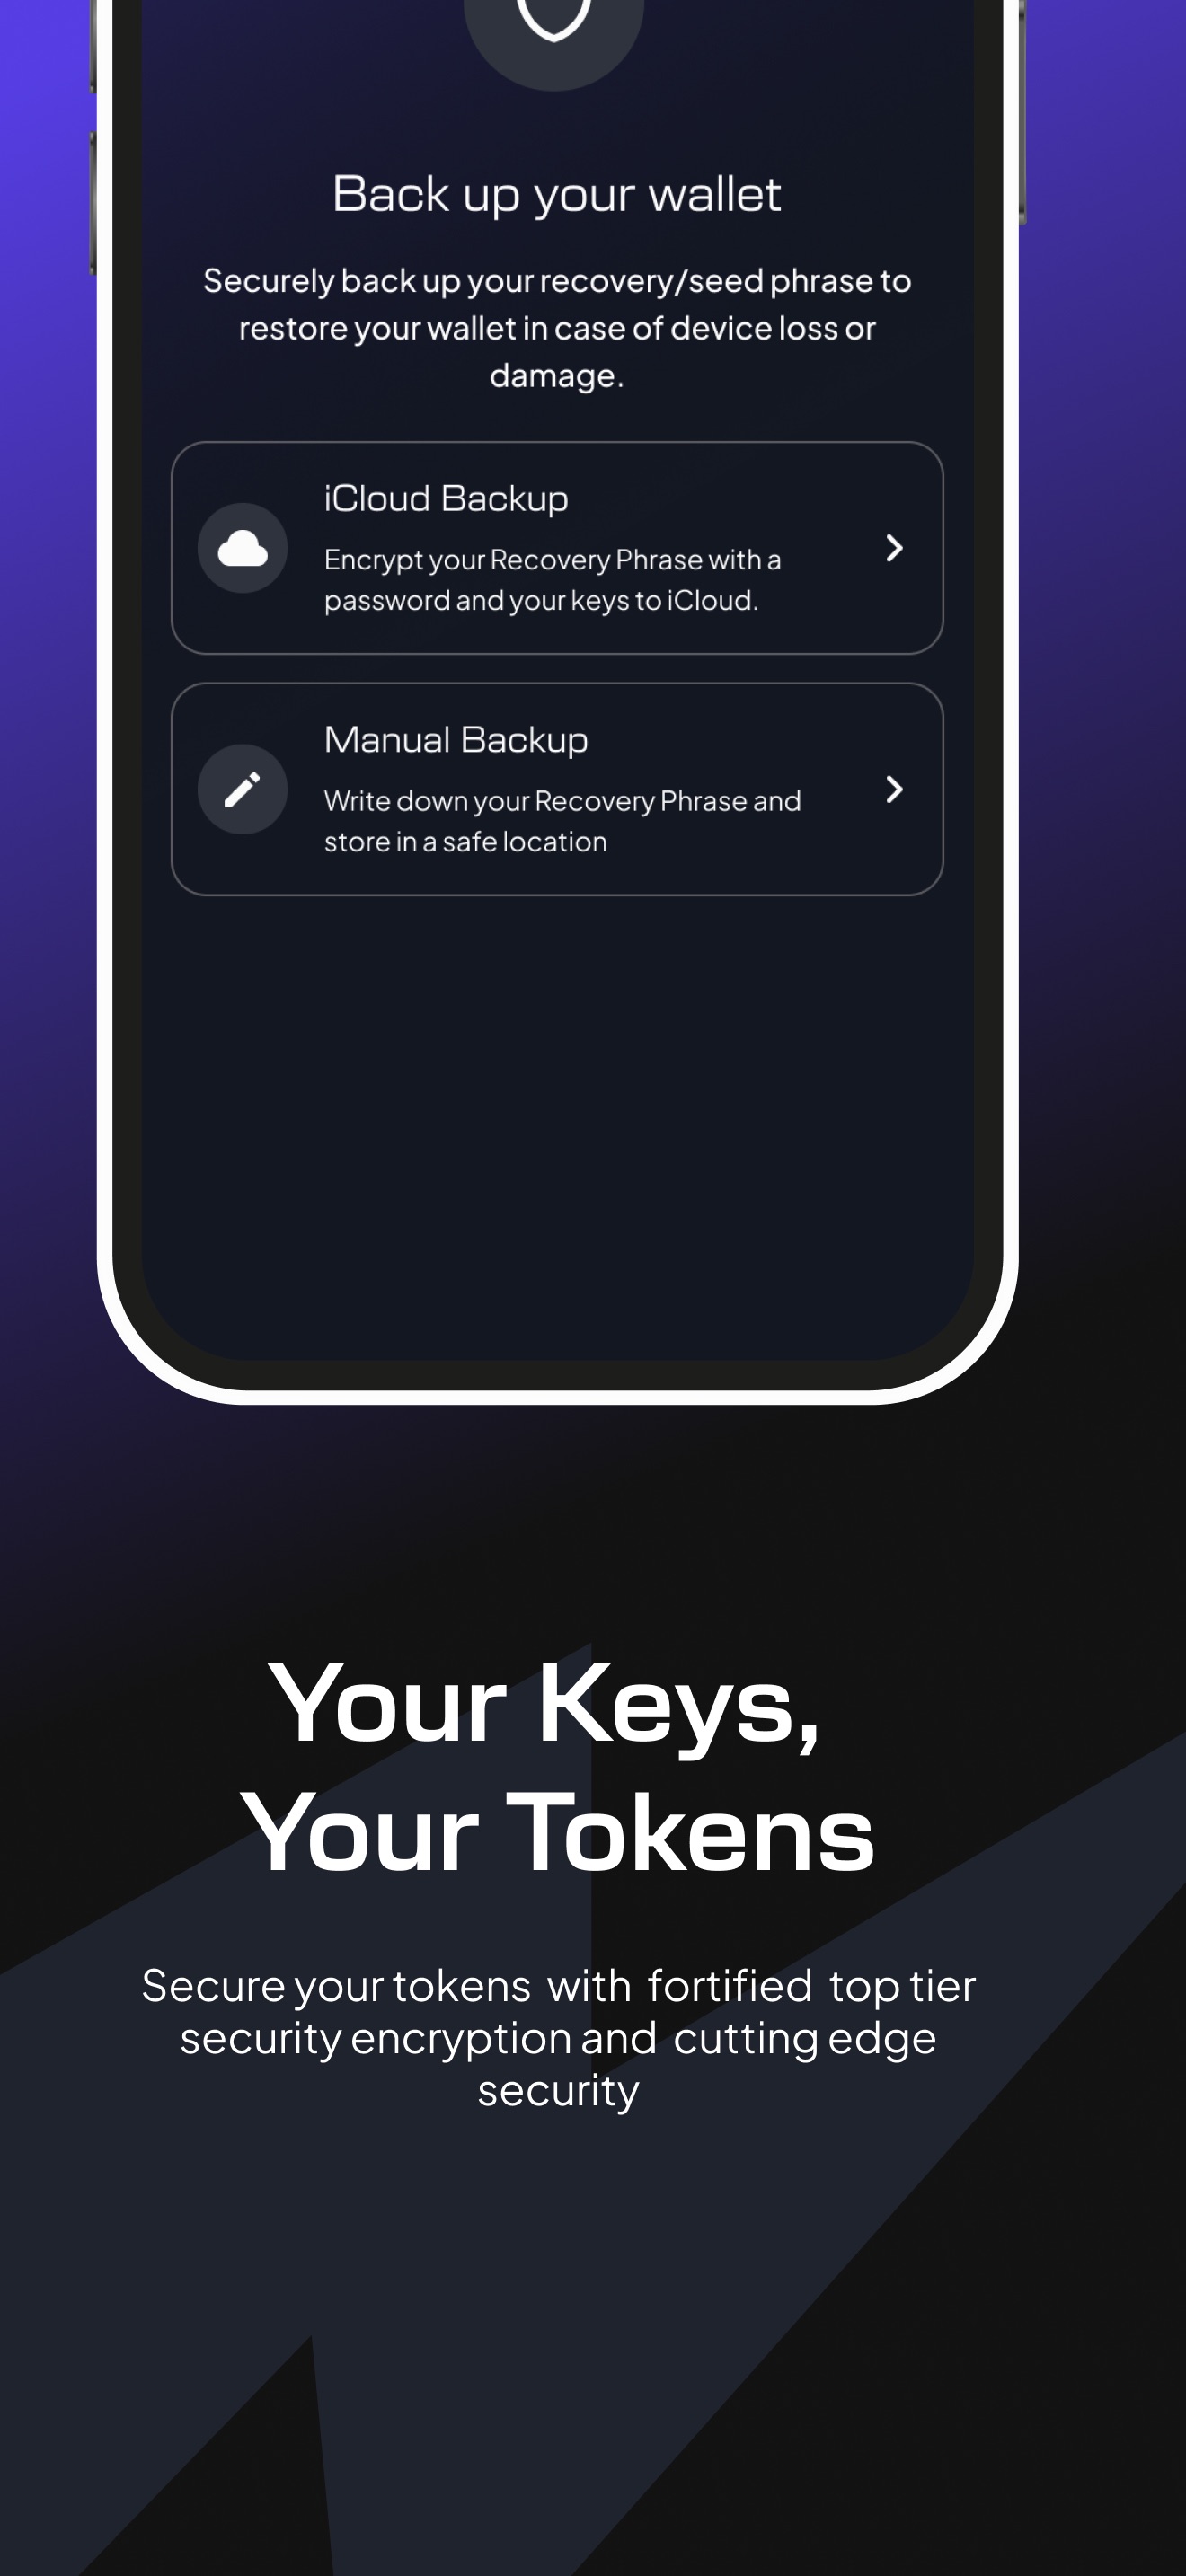 Back up your wallet
Securely back up your recovery/seed phrase to
restore your wallet in case of device loss or
damage.
iCloud Backup
Encrypt your Recovery Phrase with a
password and your keys to iCloud.
Manual Backup
Write down your Recovery Phrase and
store in a safe location
Your Keys,
Your Tokens
Secure your tokens with fortified top tier
security encryption and cutting edge
security